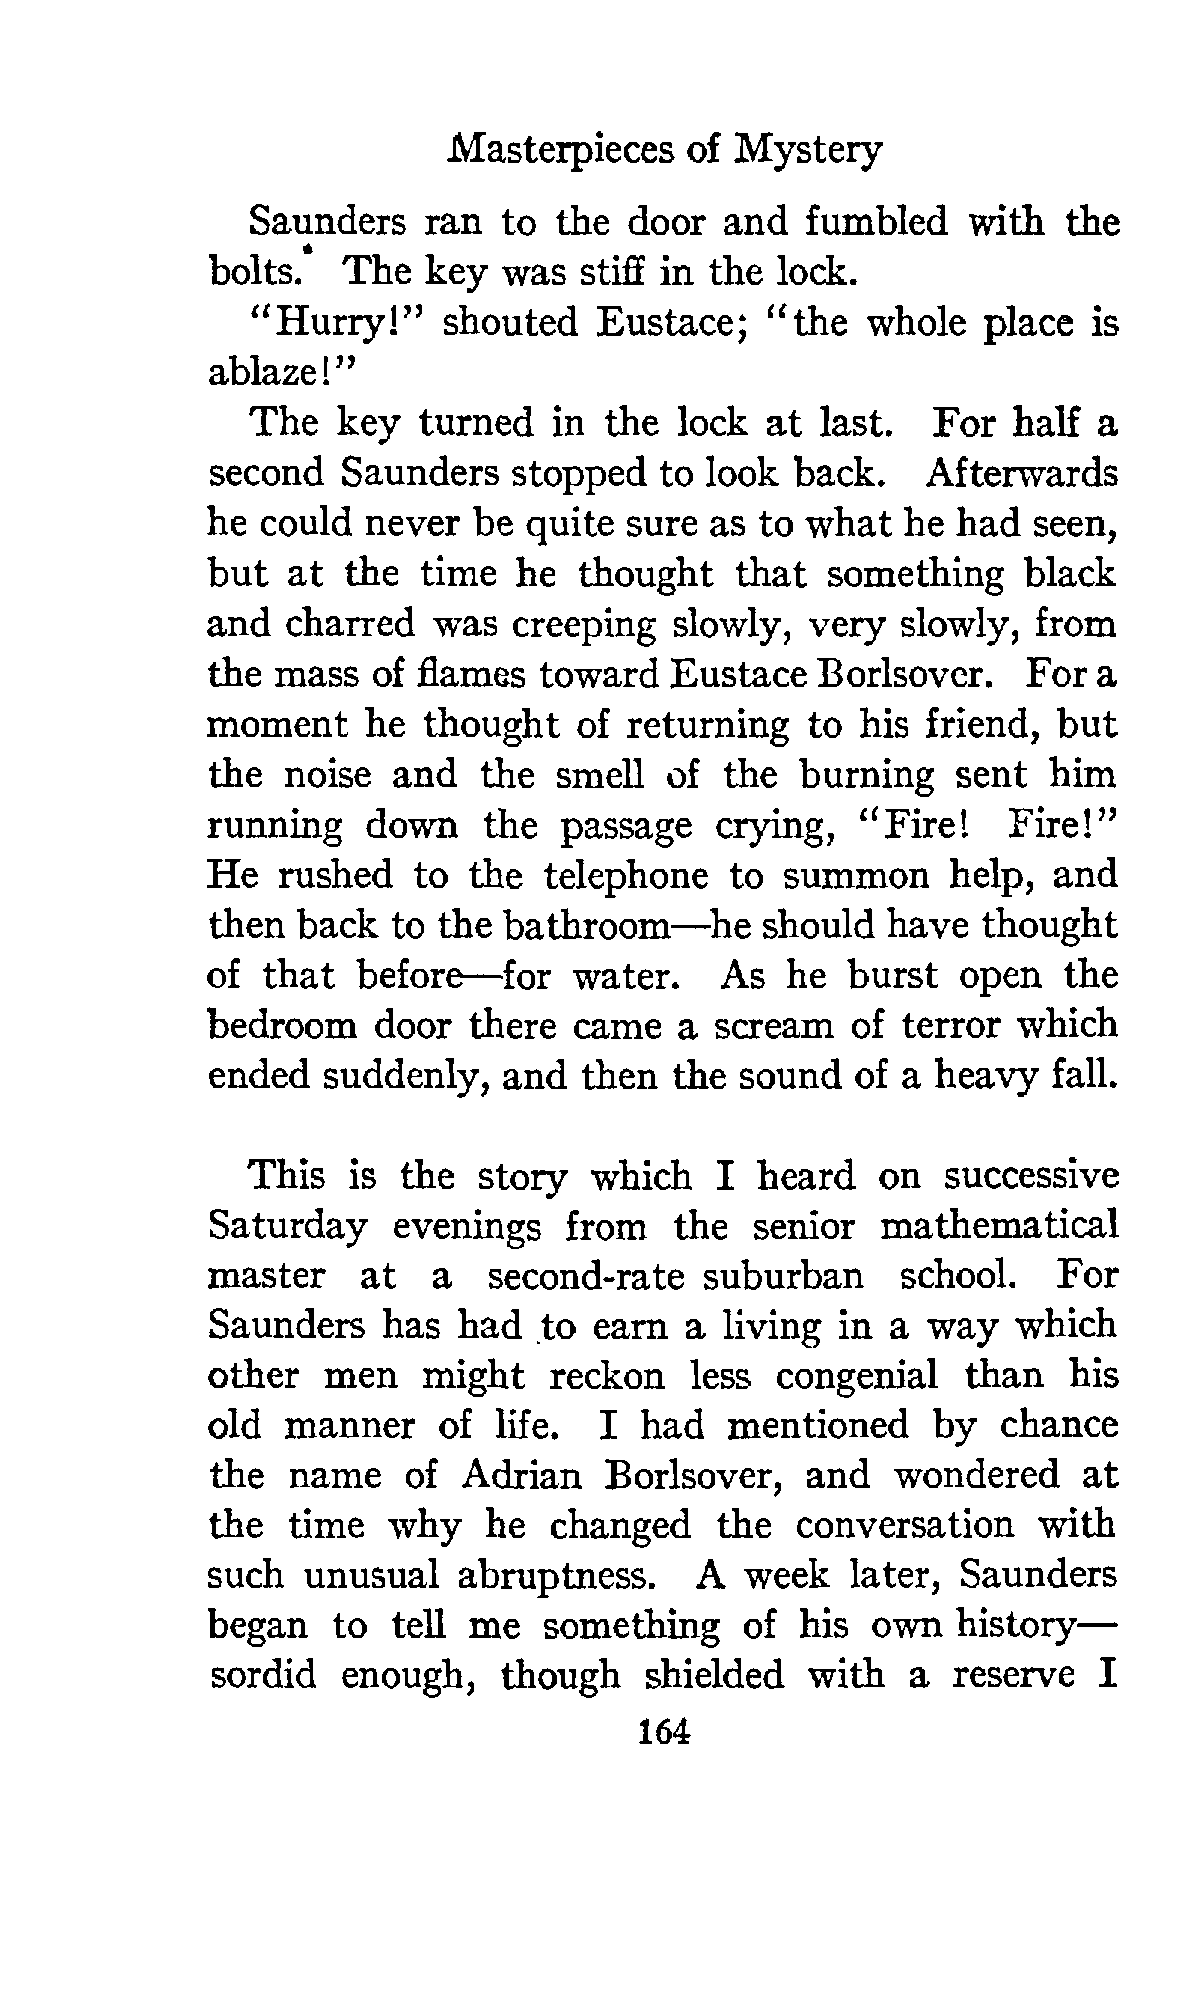 Masterpieces of Mystery
Saunders ran to the door and fumbled with the
bolts. The key was stiff in the lock.
"Hurry!" shouted Eustace; "the whole place is
ablaze!"
The key turned in the lock at last. For half a
second Saunders stopped to look back. Afterwards
he could never be quite sure as to what he had seen,
but at the time he thought that something black
and charred was creeping slowly, very slowly, from
the mass of flames toward Eustace Borlsover. For a
moment he thought of returning to his friend, but
the noise and the smell of the burning sent him
running down the passage crying, "Fire! Fire!"
He rushed to the telephone to summon help, and
then back to the bathroom—he should have thought
of that before—for water. As he burst open the
bedroom door there came a scream of terror which
ended suddenly, and then the sound of a heavy fall.
This is the story which I heard on successive
Saturday evenings from the senior mathematical
master at a second-rate suburban school. For
Saunders has had to earn a living in a way which
other men might reckon less congenial than his
old manner of life. I had mentioned by chance
the name of Adrian Borlsover, and wondered at
the time why he changed the conversation with
such unusual abruptness. A week later, Saunders
began to tell me something of his own history—
sordid enough, though shielded with a reserve I
164